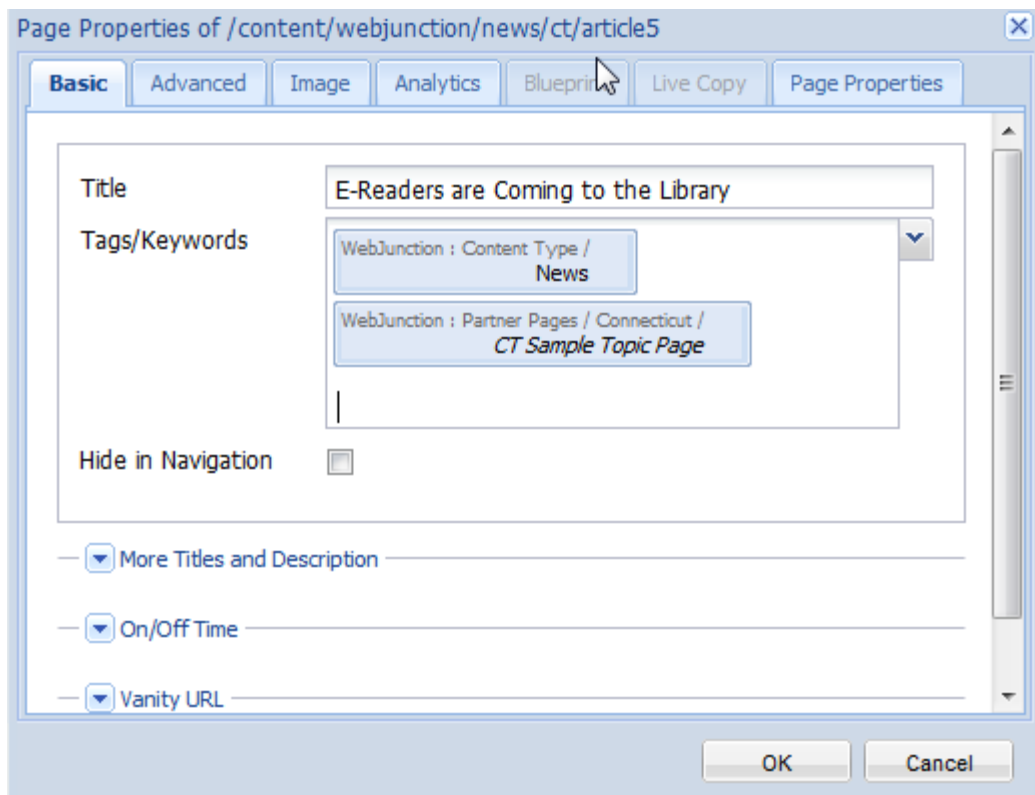 Page Properties of /content/webjunction/news/ct/article5
Basic Advanced Image Analytics Blueprint Live Copy Page Properties
Title E-Readers are Coming to the Library
Tags/Keywords
WebJunction : Content Type /
News
WebJunction : Partner Pages / Connecticut /
CT Sample Topic Page
Hide in Navigation
More Titles and Description
On/Off Time
Vanity URL
OK Cancel